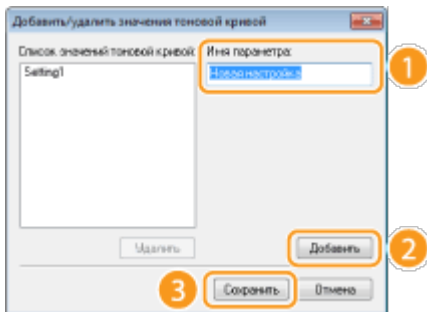 Добавить/удалить значения тоновой кривой
Список значений тоновой кривой:
Имя параметра:
Setting1
Новая настройка
1
Удалить
Добавить
2
3
Сохранить
Отмена